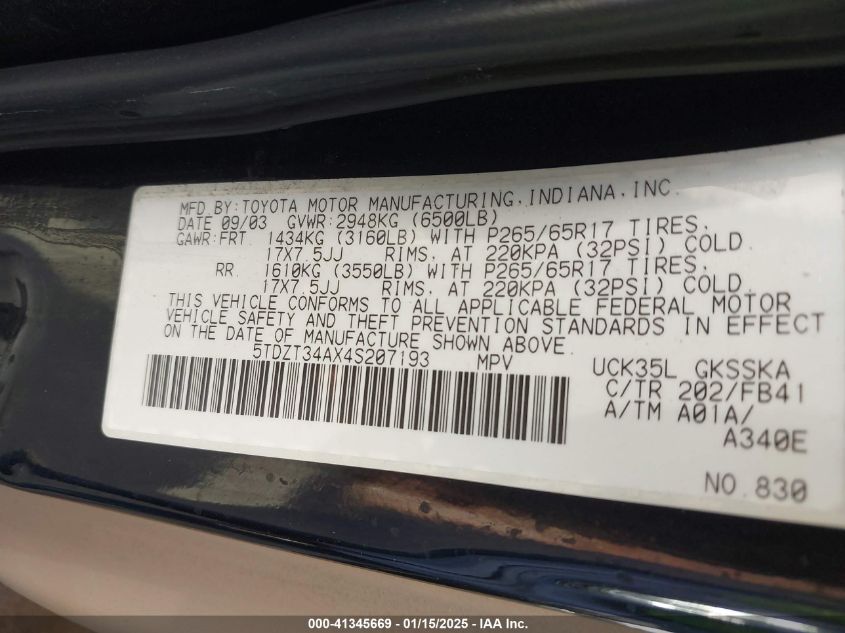 MFD.BY:TOYOTA MOTOR MANUFACTURING,INDIANA,INC.
DATE 09/03 GVWR:2948KG (6500LB)
GAWR:FRT. 1434KG (3160LB) WITH P265/65R17 TIRES.
17X7.5JJ RIMS. AT 220KPA (32PSI) COLD.
RR. 1610KG (3550LB) WITH P265/65R17 TIRES.
17X7.5JJ RIMS. AT 220KPA (32PSI) COLD.
THIS VEHICLE CONFORMS TO ALL APPLICABLE FEDERAL MOTOR
VEHICLE SAFETY AND THEFT PREVENTION STANDARDS IN EFFECT
ON THE DATE OF MANUFACTURE SHOWN ABOVE.
5TDZT34AX4S207193 MPV
UCK35L GKSSKA
C/TR 202/FB41
A/TM A01A/
A340E
NO.830
000-41345669 - 01/15/2025 - IAA Inc.